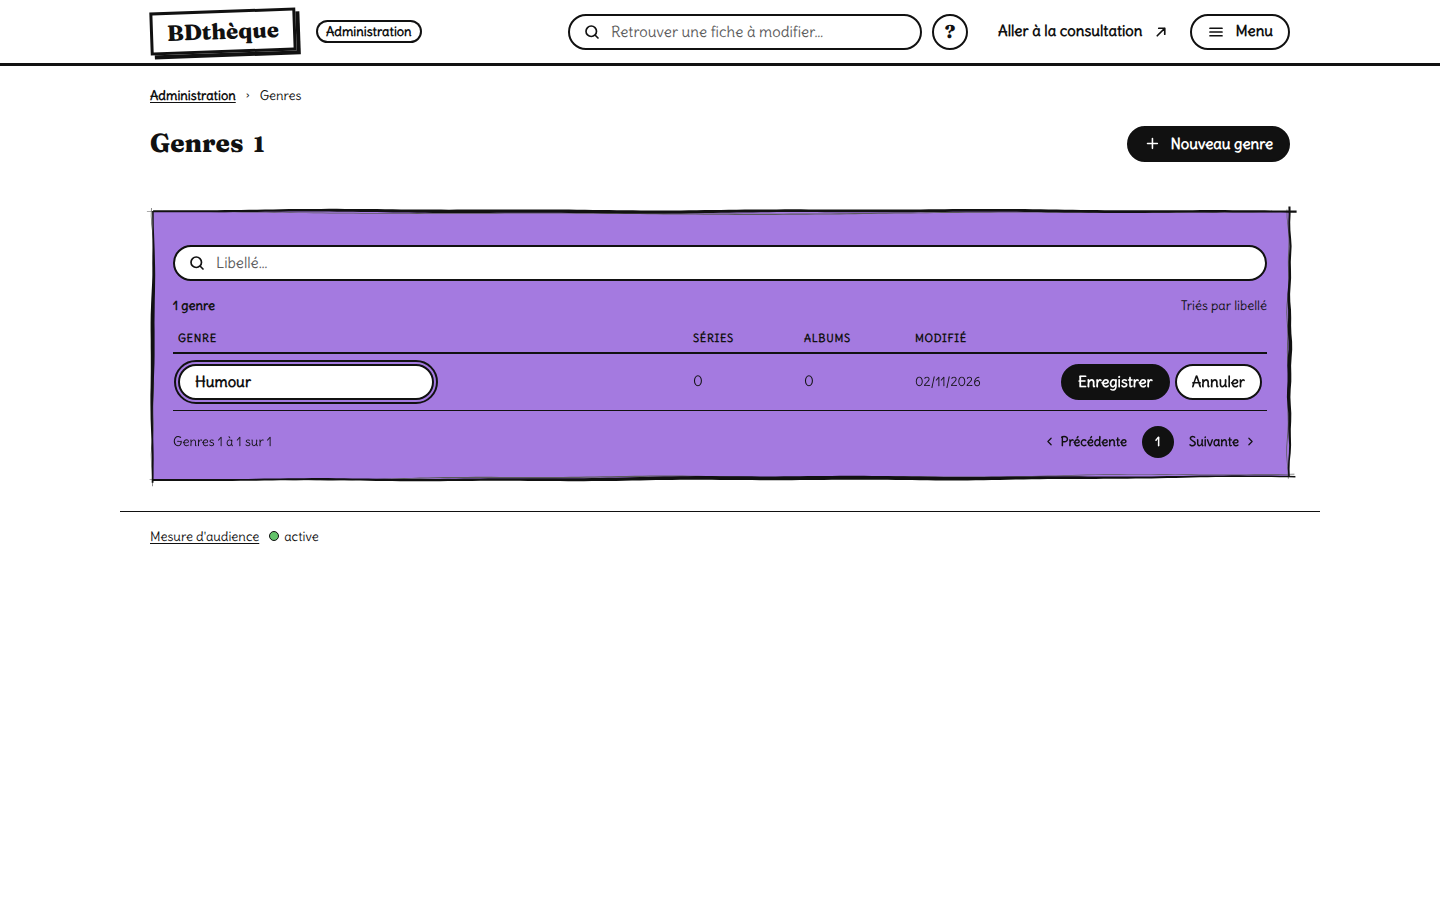 BDthèque
Administration
Retrouver une fiche à modifier...
?
Aller à la consultation
Menu
Administration › Genres
Genres 1
Nouveau genre
Libellé...
1 genre
Triés par libellé
GENRE
SÉRIES
ALBUMS
MODIFIÉ
Humour
0
0
02/11/2026
Enregistrer
Annuler
Genres 1 à 1 sur 1
Précédente
1
Suivante
Mesure d'audience
active